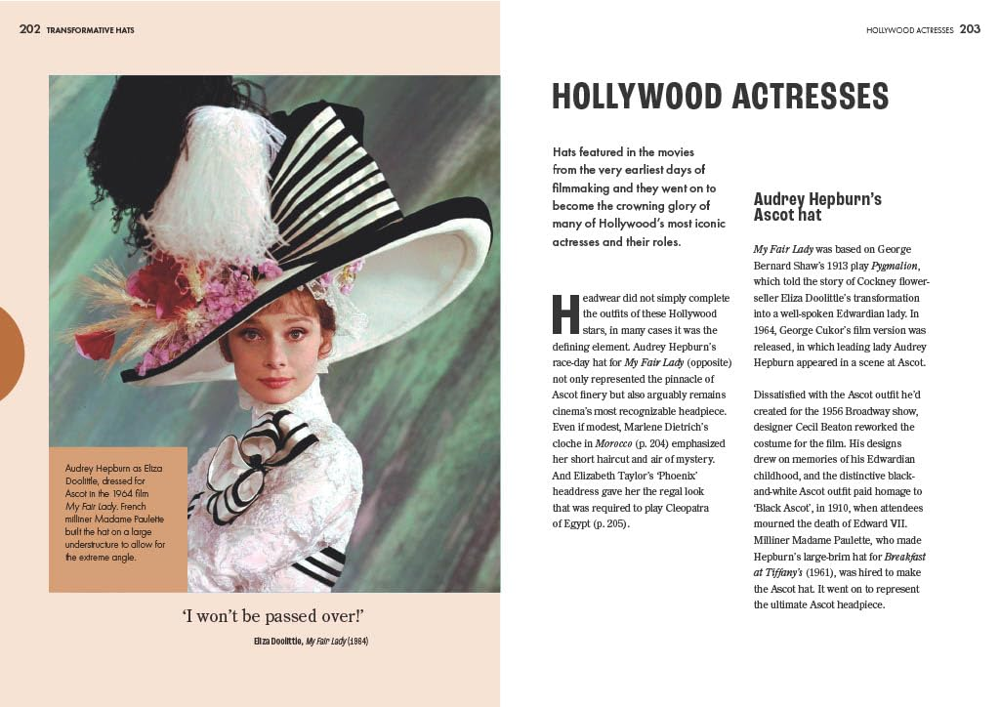 202 TRANSFORMATIVE HATS
HOLLYWOOD ACTRESSES 203
Audrey Hepburn as Eliza
Doolittle, dressed for
Ascot in the 1964 film
My Fair Lady. French
milliner Madame Paulette
built the hat on a large
understructure to allow for
the extreme angle.
‘I won’t be passed over!’
Eliza Doolittle, My Fair Lady (1964)
HOLLYWOOD ACTRESSES
Hats featured in the movies
from the very earliest days of
filmmaking and they went on to
become the crowning glory of
many of Hollywood’s most iconic
actresses and their roles.
Headwear did not simply complete
the outfits of these Hollywood
stars, in many cases it was the
defining element. Audrey Hepburn’s
race-day hat for My Fair Lady (opposite)
not only represented the pinnacle of
Ascot finery but also arguably remains
cinema’s most recognizable headpiece.
Even if modest, Marlene Dietrich’s
cloche in Morocco (p. 204) emphasized
her short haircut and air of mystery.
And Elizabeth Taylor’s ‘Phoenix’
headdress gave her the regal look
that was required to play Cleopatra
of Egypt (p. 205).
Audrey Hepburn’s
Ascot hat
My Fair Lady was based on George
Bernard Shaw’s 1913 play Pygmalion,
which told the story of Cockney flower-
seller Eliza Doolittle’s transformation
into a well-spoken Edwardian lady. In
1964, George Cukor’s film version was
released, in which leading lady Audrey
Hepburn appeared in a scene at Ascot.
Dissatisfied with the Ascot outfit he’d
created for the 1956 Broadway show,
designer Cecil Beaton reworked the
costume for the film. His designs
drew on memories of his Edwardian
childhood, and the distinctive black-
and-white Ascot outfit paid homage to
‘Black Ascot’, in 1910, when attendees
mourned the death of Edward VII.
Milliner Madame Paulette, who made
Hepburn’s large-brim hat for Breakfast
at Tiffany’s (1961), was hired to make
the Ascot hat. It went on to represent
the ultimate Ascot headpiece.